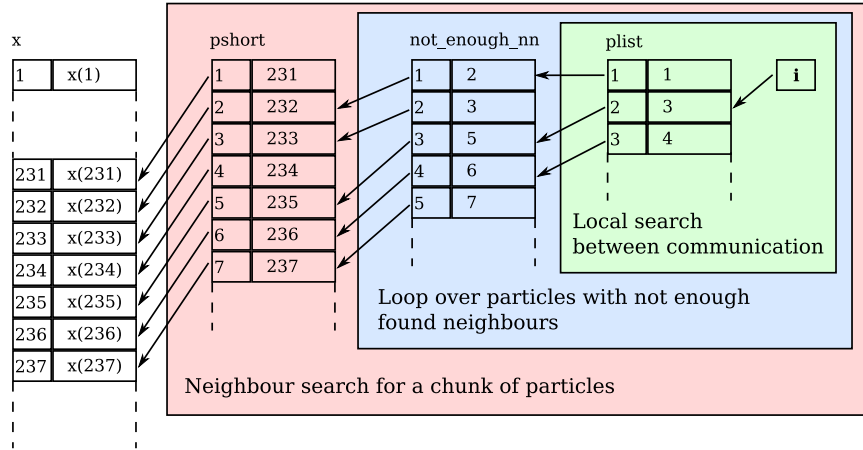 x
1 x(1)
231 x(231)
232 x(232)
233 x(233)
234 x(234)
235 x(235)
236 x(236)
237 x(237)
pshort
1 231
2 232
3 233
4 234
5 235
6 236
7 237
not_enough_nn
1 2
2 3
3 5
4 6
5 7
plist
1 1
2 3
3 4
i
Local search
between communication
Loop over particles with not enough
found neighbours
Neighbour search for a chunk of particles